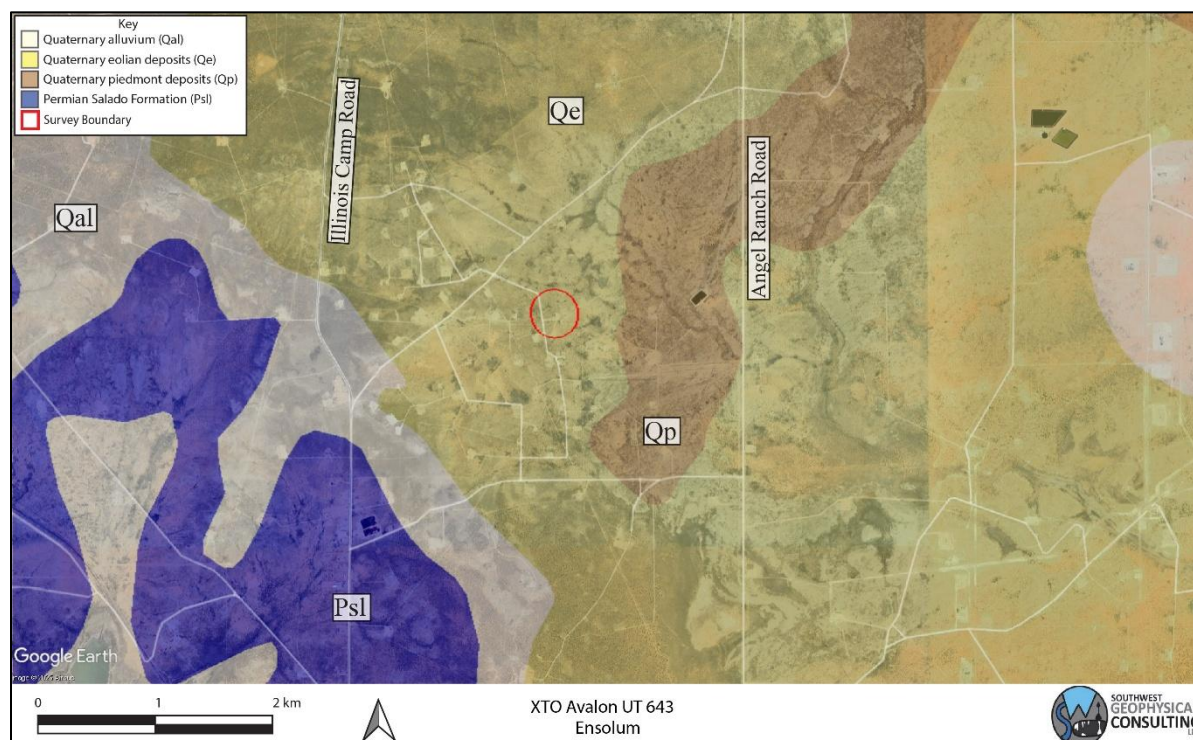 Key
Quaternary alluvium (Qal)
Quaternary eolian deposits (Qe)
Quaternary piedmont deposits (Qp)
Permian Salado Formation (Psl)
Survey Boundary
Illinois Camp Road
Qe
Angel Ranch Road
Qal
Qp
Psl
Google Earth
0 1 2 km
XTO Avalon UT 643
Ensolum
SOUTHWEST
GEOPHYSICAL
CONSULTING